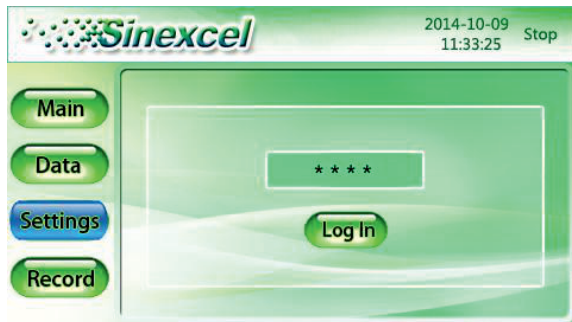 Sinexcel
2014-10-09
11:33:25
Stop
Main
Data
Settings
Record
* * * *
Log In